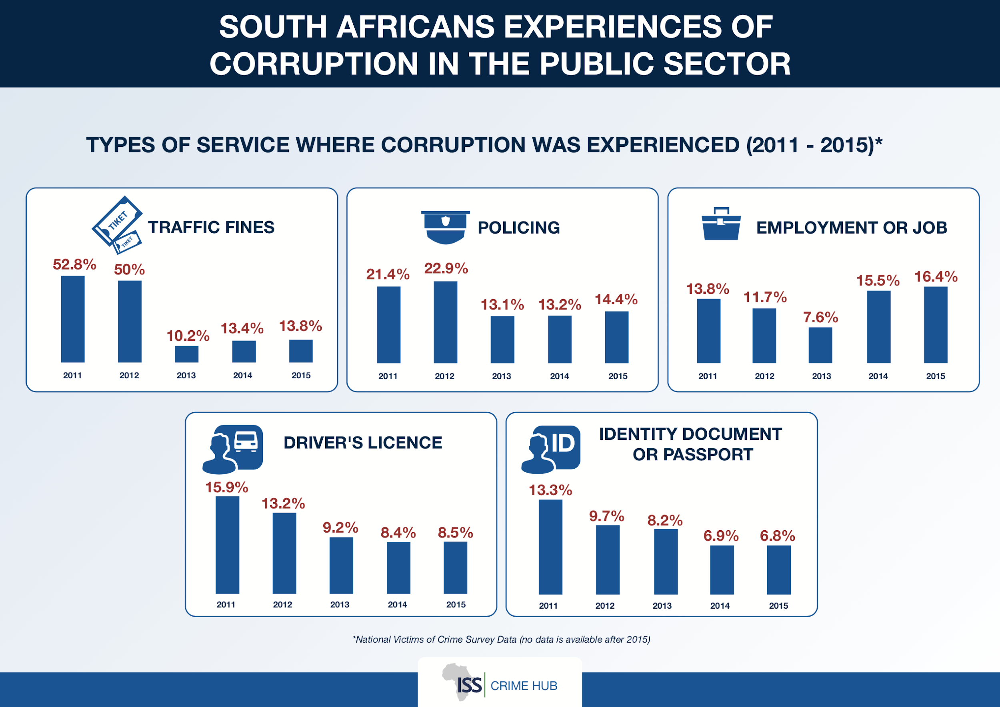 SOUTH AFRICANS EXPERIENCES OF
CORRUPTION IN THE PUBLIC SECTOR
TYPES OF SERVICE WHERE CORRUPTION WAS EXPERIENCED (2011 - 2015)*
TIKET
TIKET
TRAFFIC FINES
52.8% 50% 10.2% 13.4% 13.8%
2011 2012 2013 2014 2015
POLICING
21.4% 22.9% 13.1% 13.2% 14.4%
2011 2012 2013 2014 2015
EMPLOYMENT OR JOB
13.8% 11.7% 7.6% 15.5% 16.4%
2011 2012 2013 2014 2015
DRIVER'S LICENCE
15.9% 13.2% 9.2% 8.4% 8.5%
2011 2012 2013 2014 2015
ID
IDENTITY DOCUMENT
OR PASSPORT
13.3% 9.7% 8.2% 6.9% 6.8%
2011 2012 2013 2014 2015
*National Victims of Crime Survey Data (no data is available after 2015)
ISS CRIME HUB